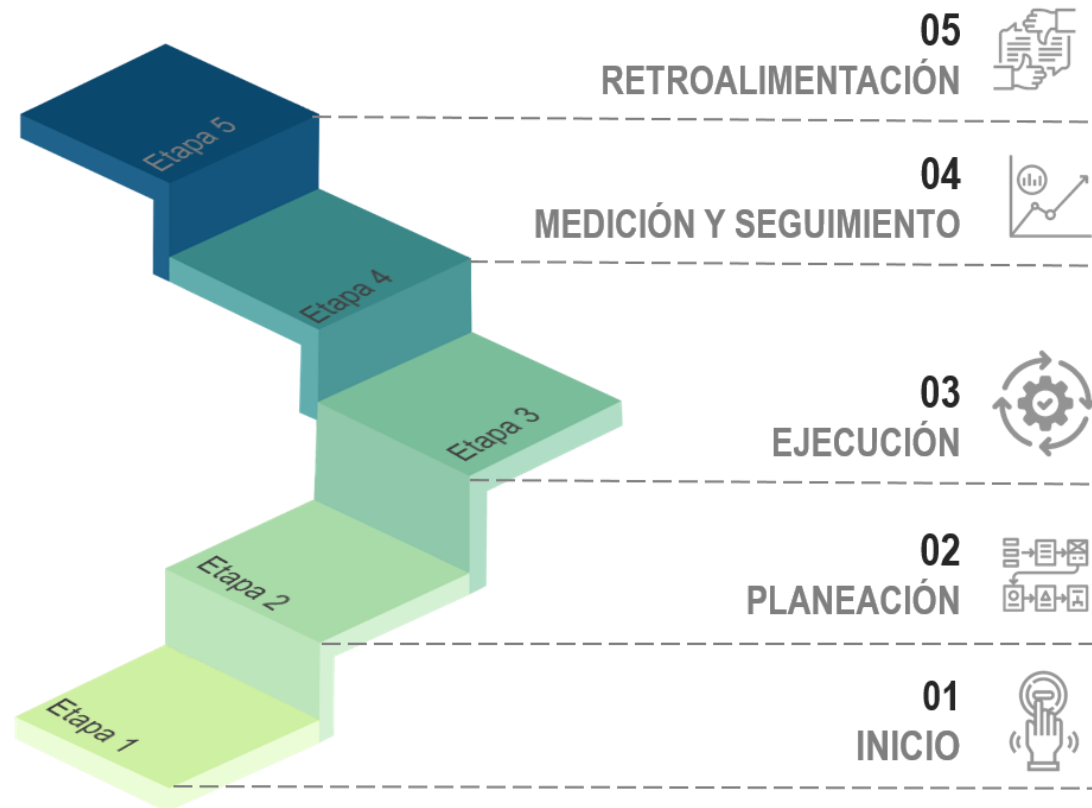 05
RETROALIMENTACIÓN
Etapa 5
04
MEDICIÓN Y SEGUIMIENTO
Etapa 4
03
EJECUCIÓN
Etapa 3
02
PLANEACIÓN
Etapa 2
01
INICIO
Etapa 1